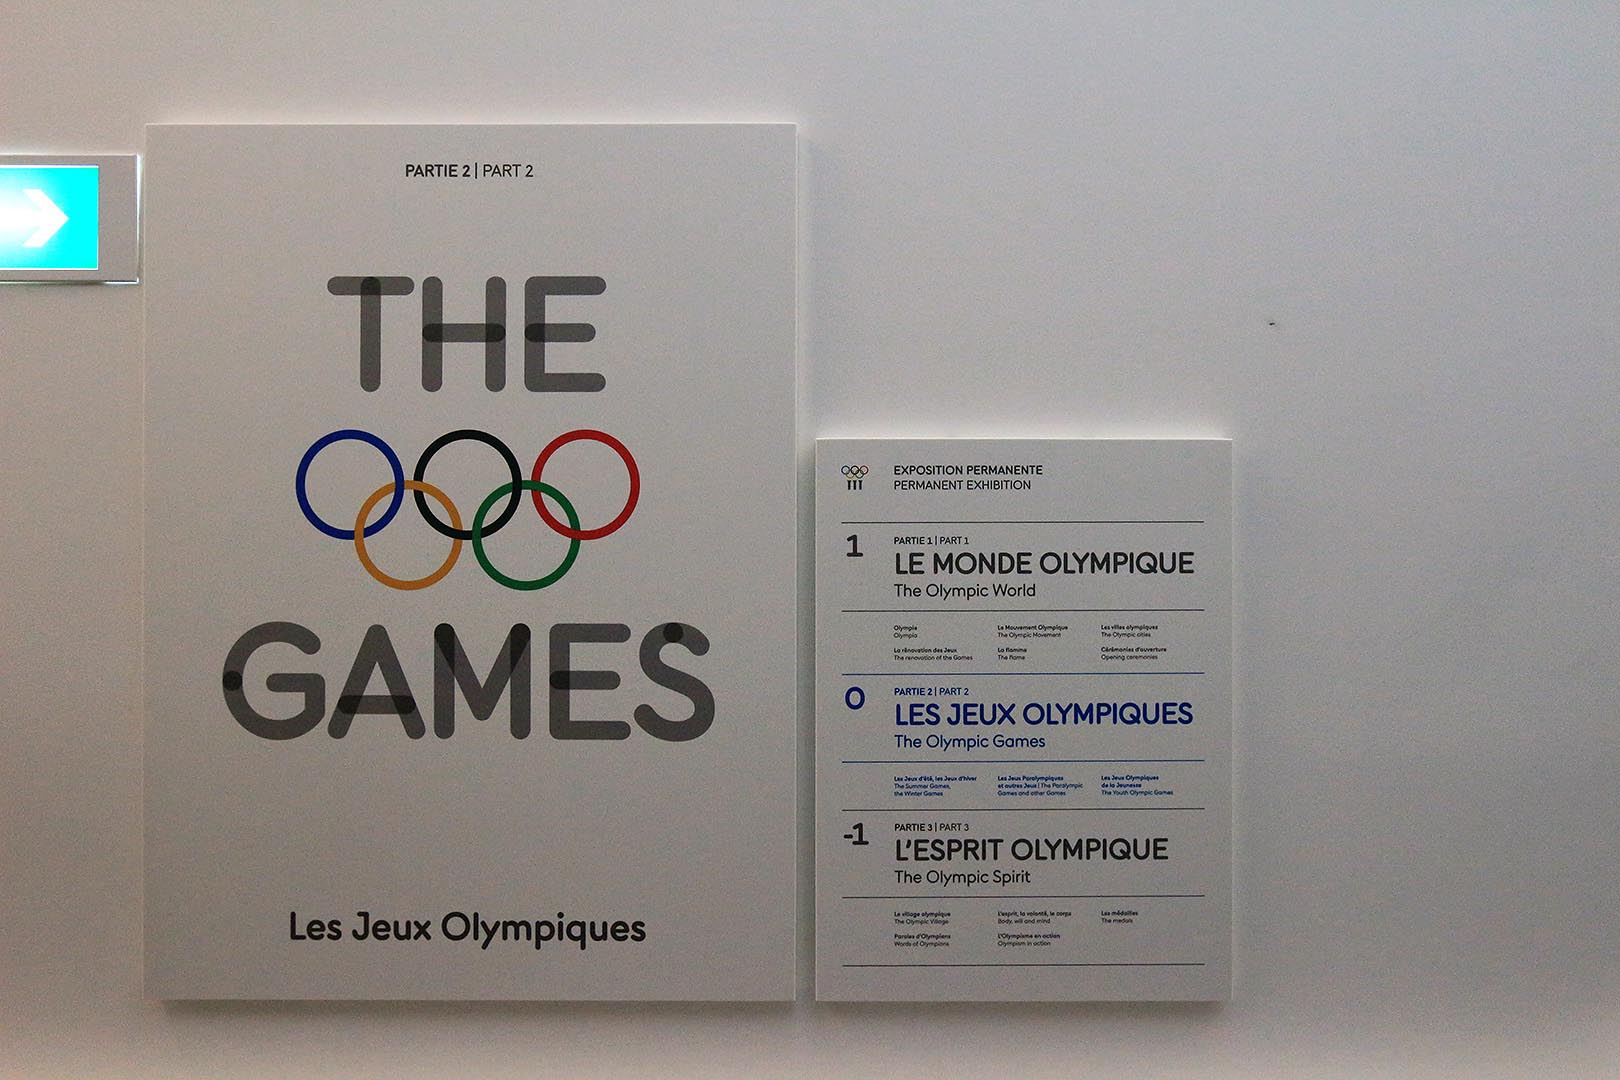 PARTIE 2 | PART 2
THE
GAMES
Les Jeux Olympiques
EXPOSITION PERMANENTE
PERMANENT EXHIBITION
1
PARTIE 1 | PART 1
LE MONDE OLYMPIQUE
The Olympic World
Olympie
Olympia
La rénovation des Jeux
The renovation of the Games
Le Mouvement Olympique
The Olympic Movement
La flamme
The flame
Les villes olympiques
The Olympic cities
Cérémonies d'ouverture
Opening ceremonies
0
PARTIE 2 | PART 2
LES JEUX OLYMPIQUES
The Olympic Games
Les Jeux d'été, les Jeux d'hiver
The Summer Games,
the Winter Games
Les Jeux Paralympiques
et autres Jeux | The Paralympic
Games and other Games
Les Jeux Olympiques
de la Jeunesse
The Youth Olympic Games
-1
PARTIE 3 | PART 3
L'ESPRIT OLYMPIQUE
The Olympic Spirit
Le village olympique
The Olympic Village
Paroles d'Olympiens
Words of Olympians
L'esprit, la volonté, le corps
Body, will and mind
L'Olympisme en action
Olympism in action
Les médailles
The medals